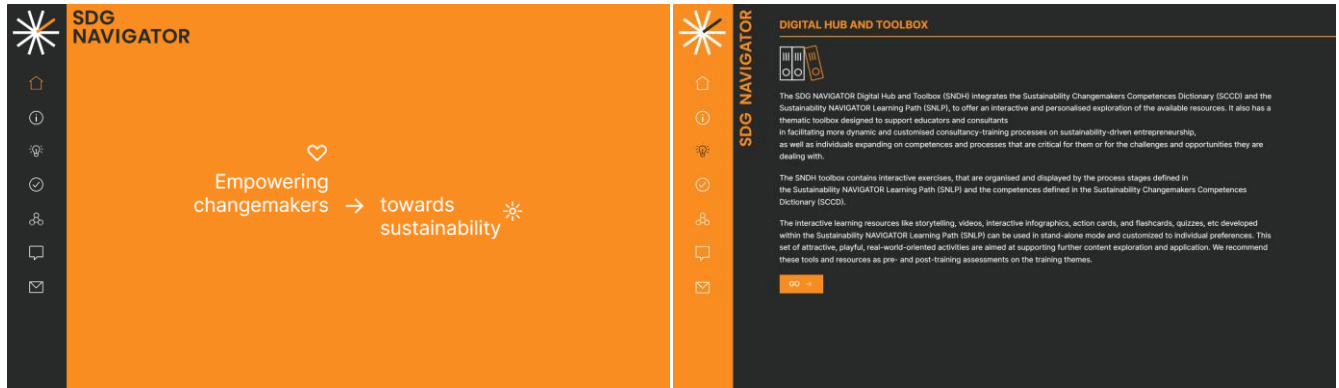 SDG
NAVIGATOR
Empowering
changemakers → towards
sustainability
SDG NAVIGATOR
DIGITAL HUB AND TOOLBOX
The SDG NAVIGATOR Digital Hub and Toolbox (SNDH) integrates the Sustainability Changemakers Competences Dictionary (SCCD) and the
Sustainability NAVIGATOR Learning Path (SNLP), to offer an interactive and personalised exploration of the available resources. It also has a
thematic toolbox designed to support educators and consultants
in facilitating more dynamic and customised consultancy-training processes on sustainability-driven entrepreneurship,
as well as individuals expanding on competences and processes that are critical for them or for the challenges and opportunities they are
dealing with.
The SNDH toolbox contains interactive exercises, that are organised and displayed by the process stages defined in
the Sustainability NAVIGATOR Learning Path (SNLP) and the competences defined in the Sustainability Changemakers Competences
Dictionary (SCCD).
The interactive learning resources like storytelling, videos, interactive infographics, action cards, and flashcards, quizzes, etc developed
within the Sustainability NAVIGATOR Learning Path (SNLP) can be used in stand-alone mode and customized to individual preferences. This
set of attractive, playful, real-world-oriented activities are aimed at supporting further content exploration and application. We recommend
these tools and resources as pre- and post-training assessments on the training themes.
GO →